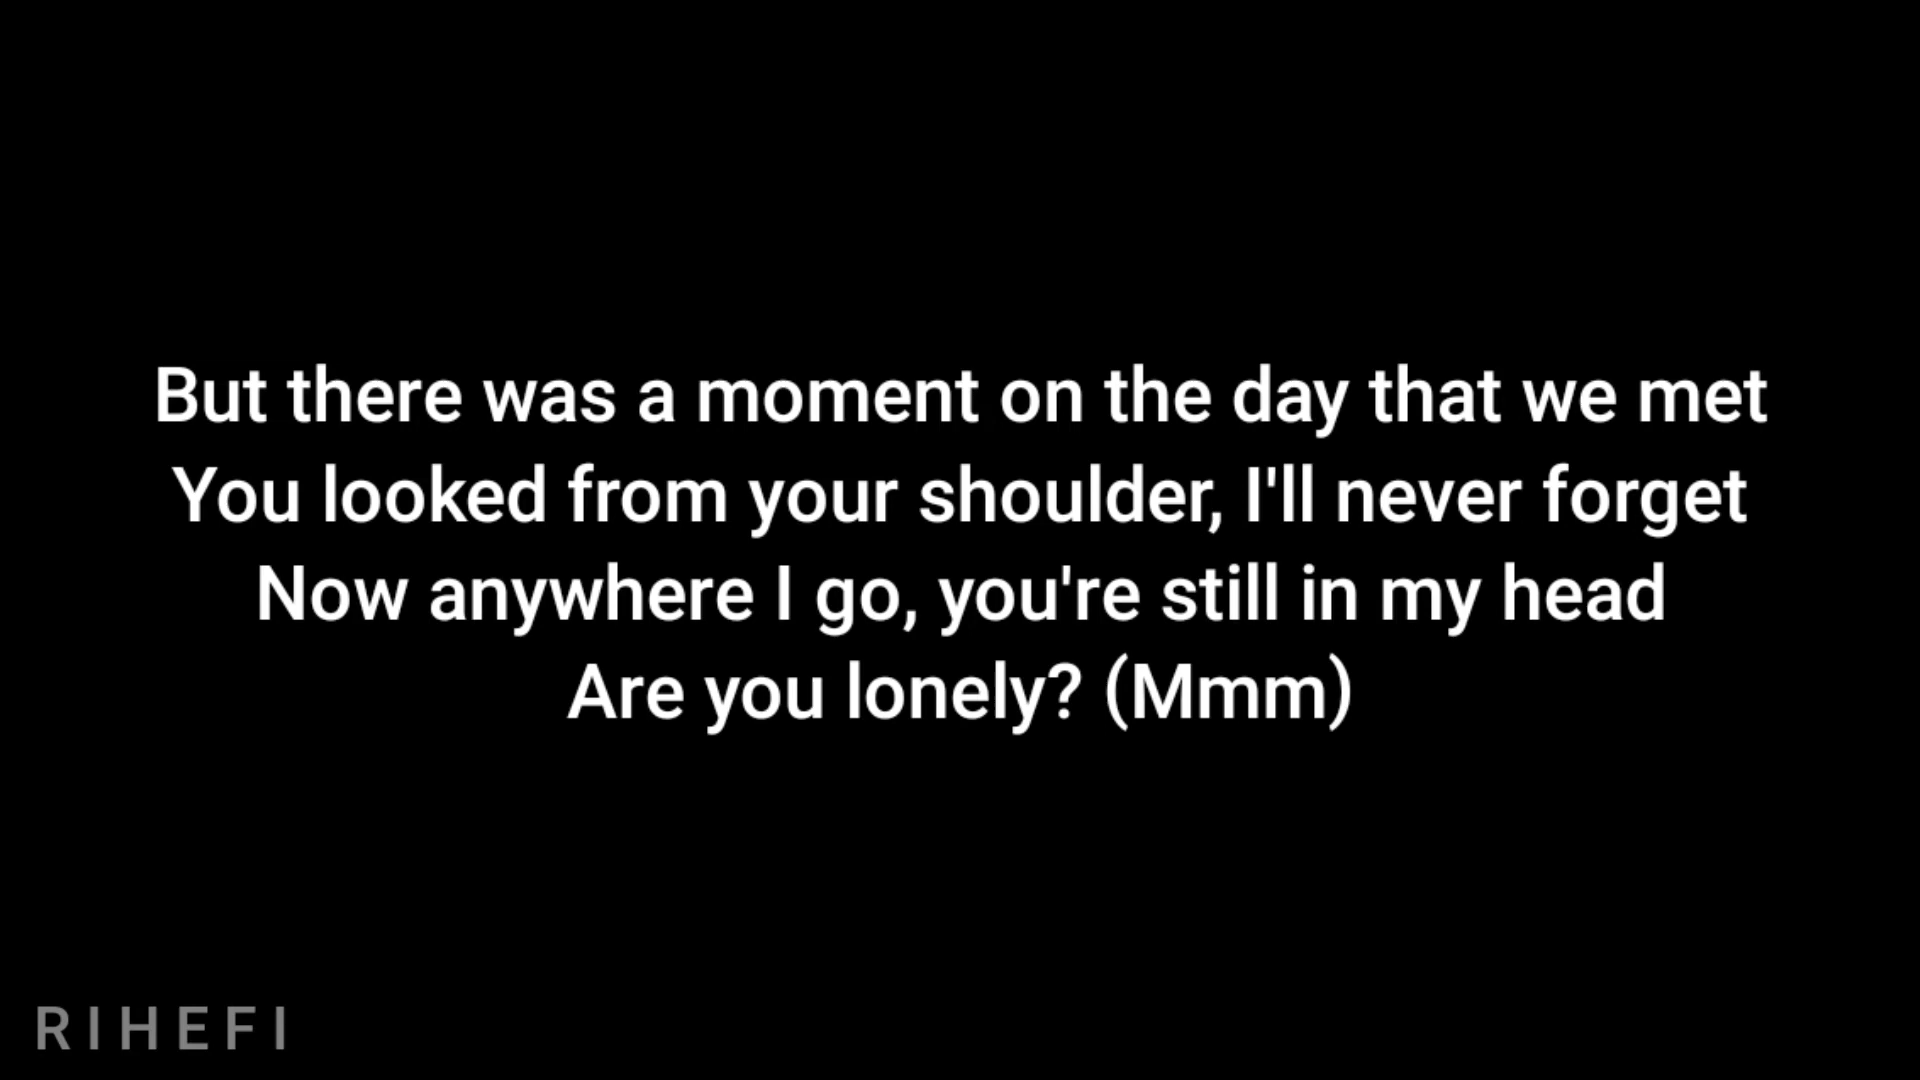 But there was a moment on the day that we met
You looked from your shoulder, I'll never forget
Now anywhere I go, you're still in my head
Are you lonely? (Mmm)
RIHEFI